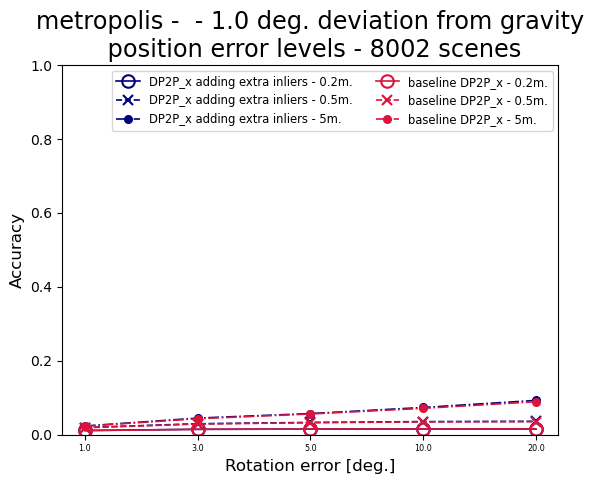 metropolis -  - 1.0 deg. deviation from gravity
position error levels - 8002 scenes
DP2P_x adding extra inliers - 0.2m.
DP2P_x adding extra inliers - 0.5m.
DP2P_x adding extra inliers - 5m.
baseline DP2P_x - 0.2m.
baseline DP2P_x - 0.5m.
baseline DP2P_x - 5m.
Accuracy
1.0
0.8
0.6
0.4
0.2
0.0
1.0 3.0 5.0 10.0 20.0
Rotation error [deg.]